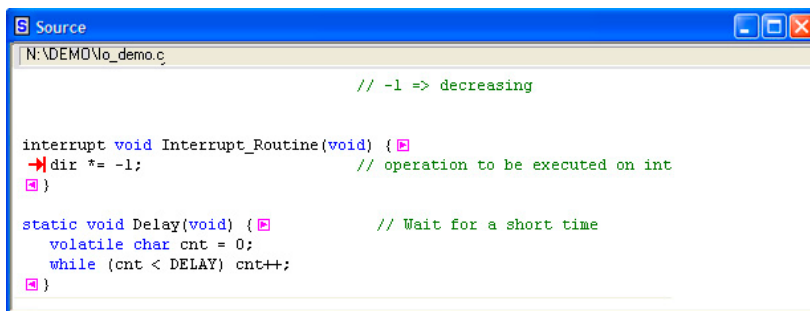 Source
N:\DEMO\Io_demo.c
// -1 => decreasing
interrupt void Interrupt_Routine(void) {
dir *= -1; // operation to be executed on int
}
static void Delay(void) { // Wait for a short time
volatile char cnt = 0;
while (cnt < DELAY) cnt++;
}